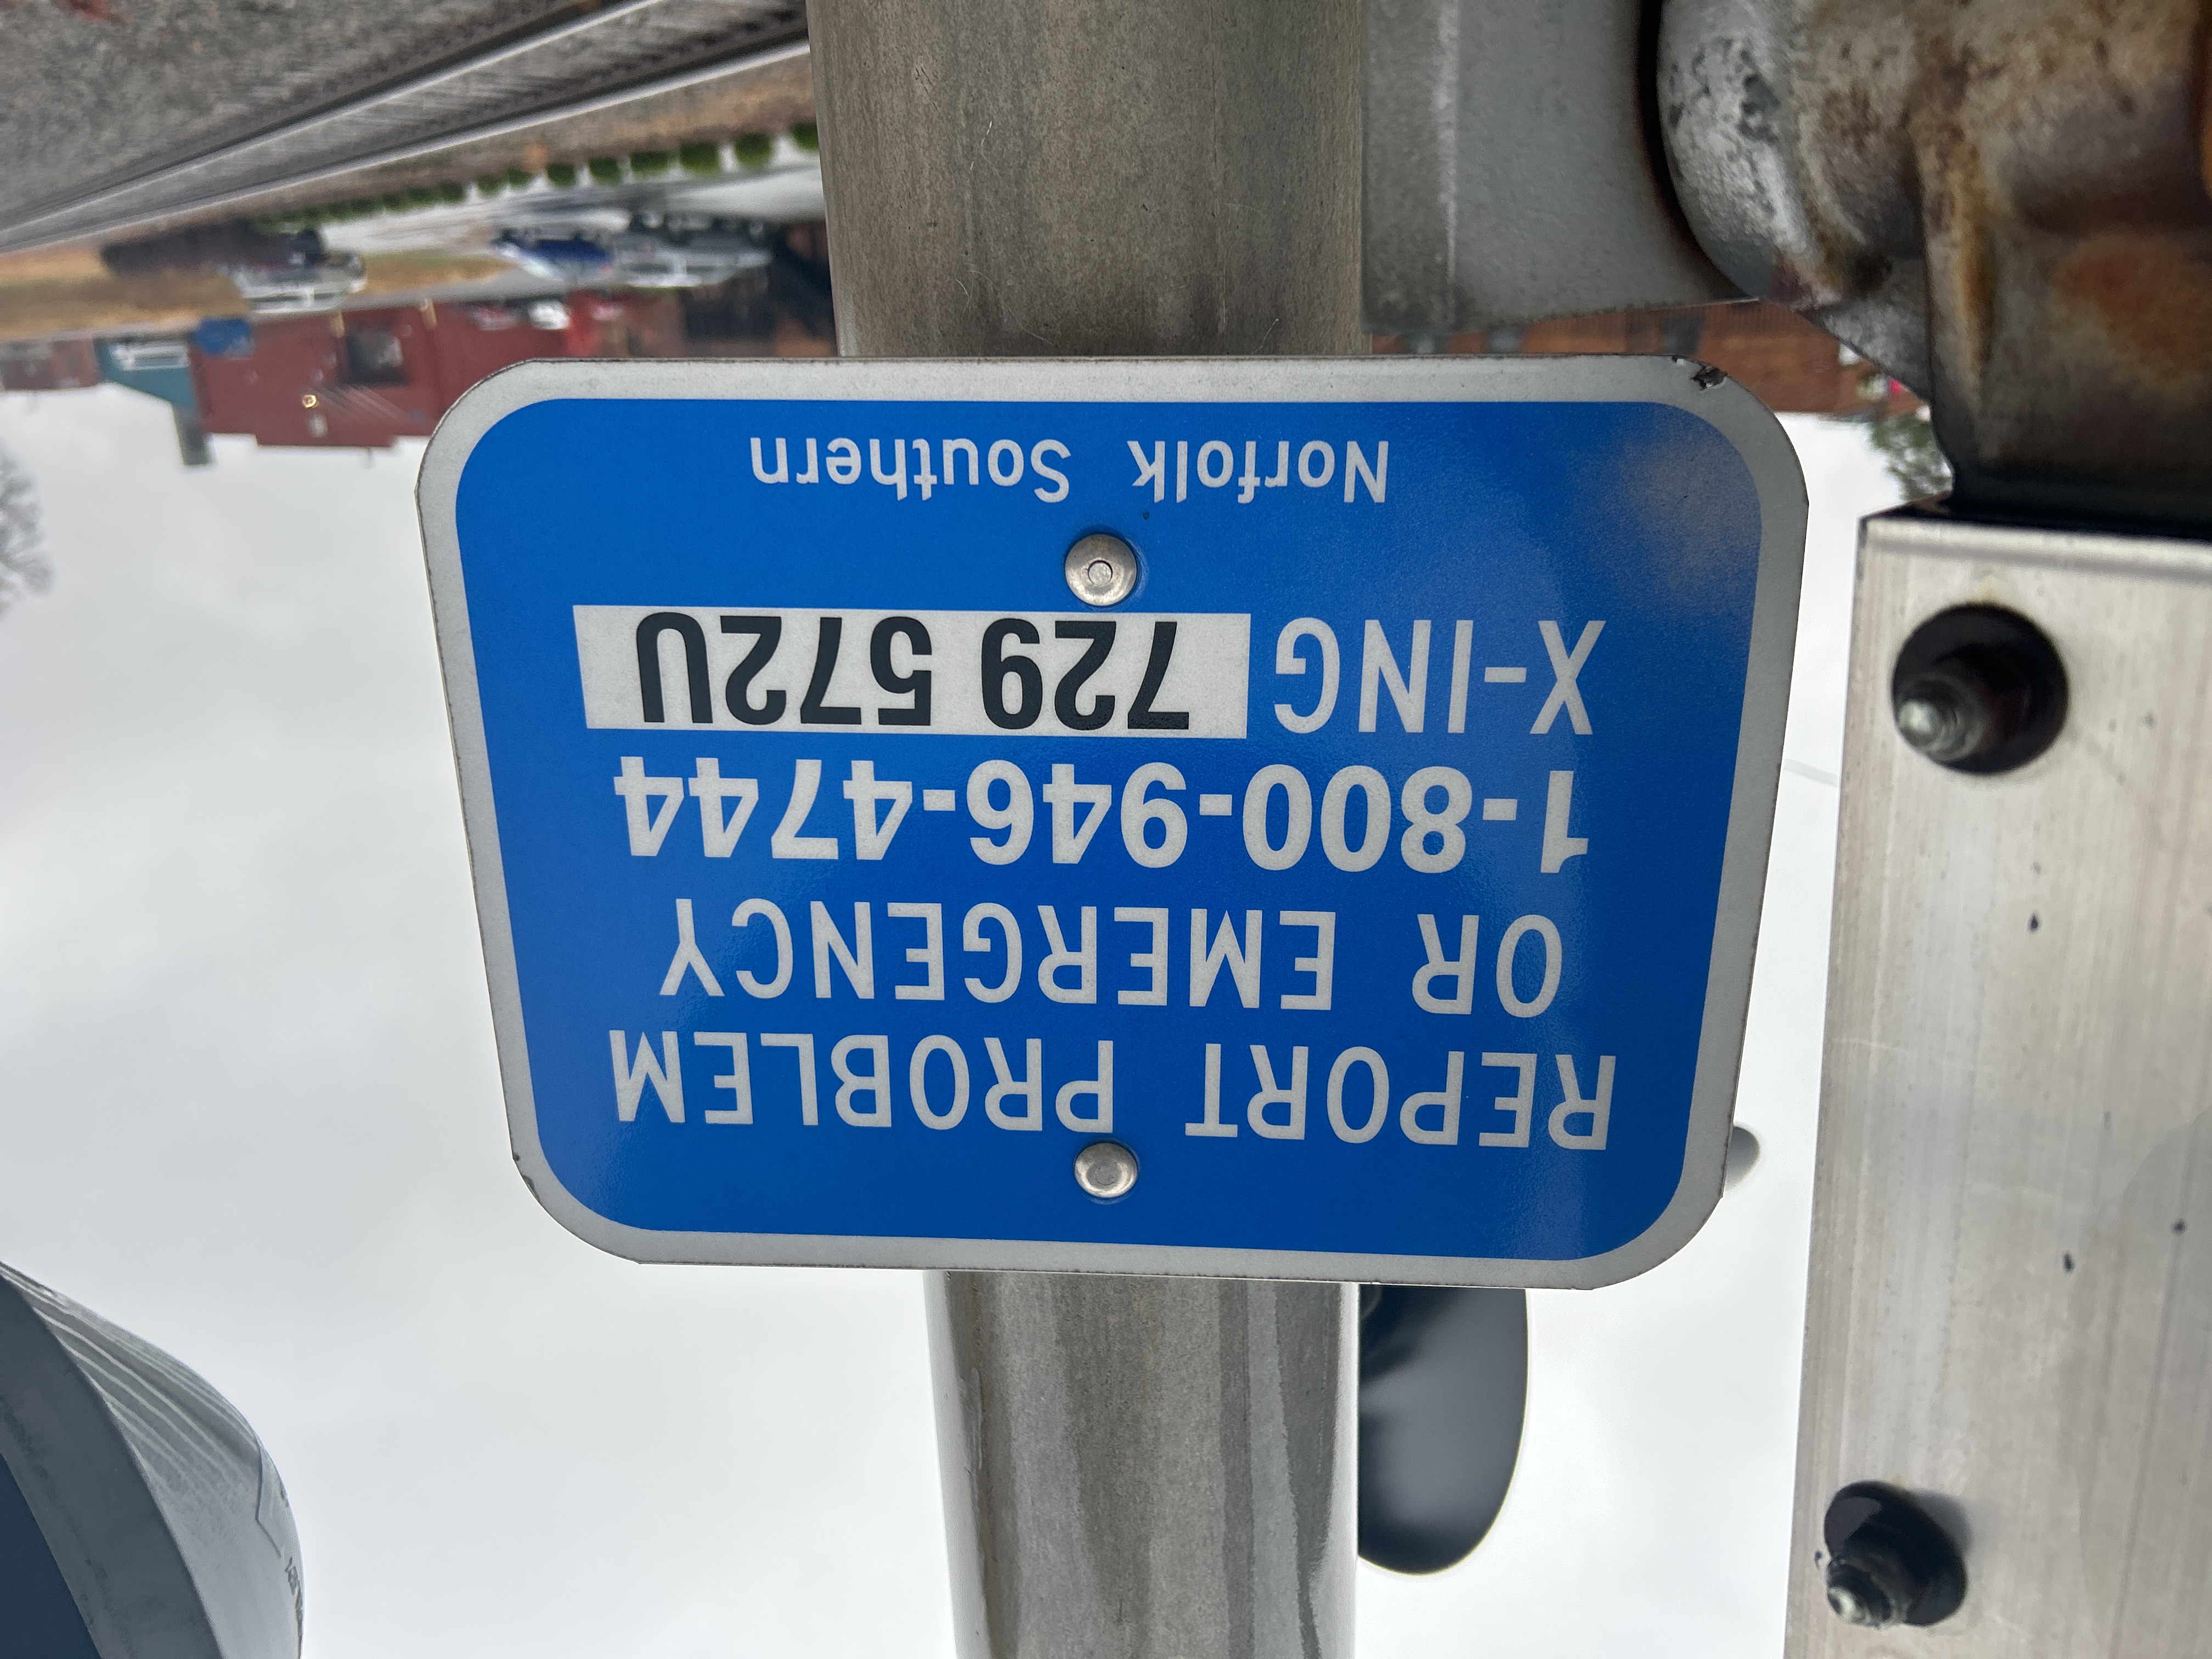 REPORT PROBLEM
OR EMERGENCY
1-800-946-4744
X-ING 729 572U
Norfolk Southern